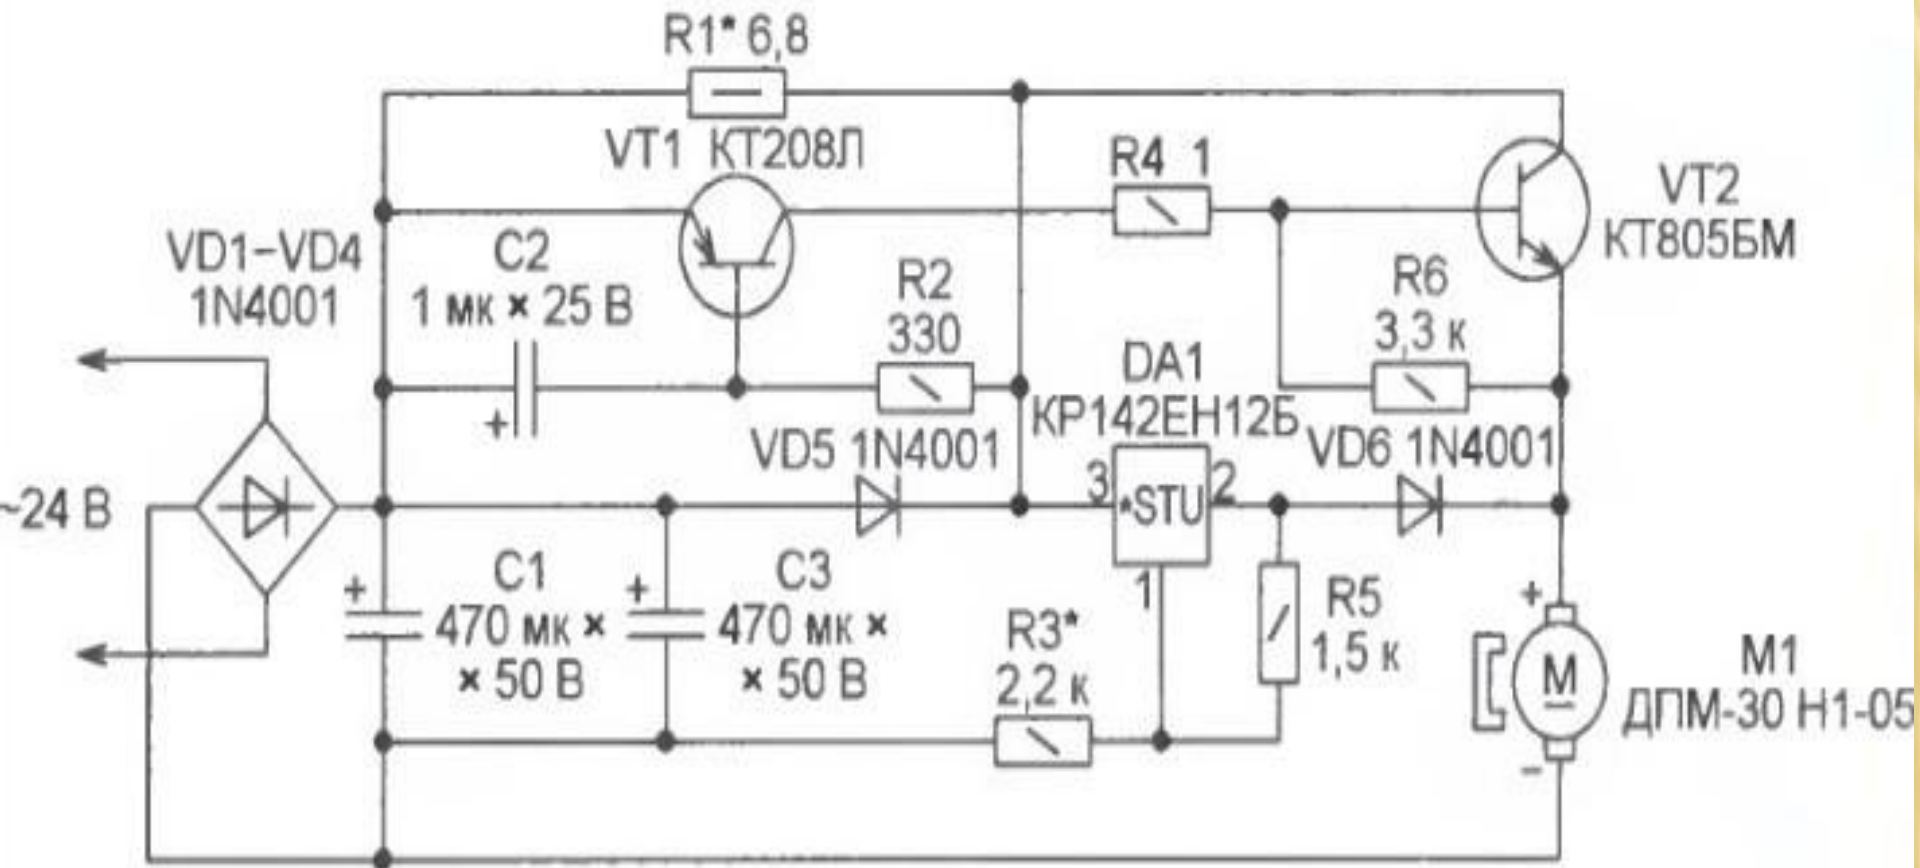 R1* 6,8
VT1 КТ208Л
R4 1
VT2
КТ805БМ
VD1–VD4
1N4001
C2
1 мк × 25 В
R2
330
R6
3,3 к
DA1
КР142ЕН12Б
VD5 1N4001
VD6 1N4001
+
~24 В
3
*STU
2
1
+
C1
470 мк ×
× 50 В
+
C3
470 мк ×
× 50 В
R3*
2,2 к
R5
1,5 к
+
M
–
M1
ДПМ-30 Н1-05